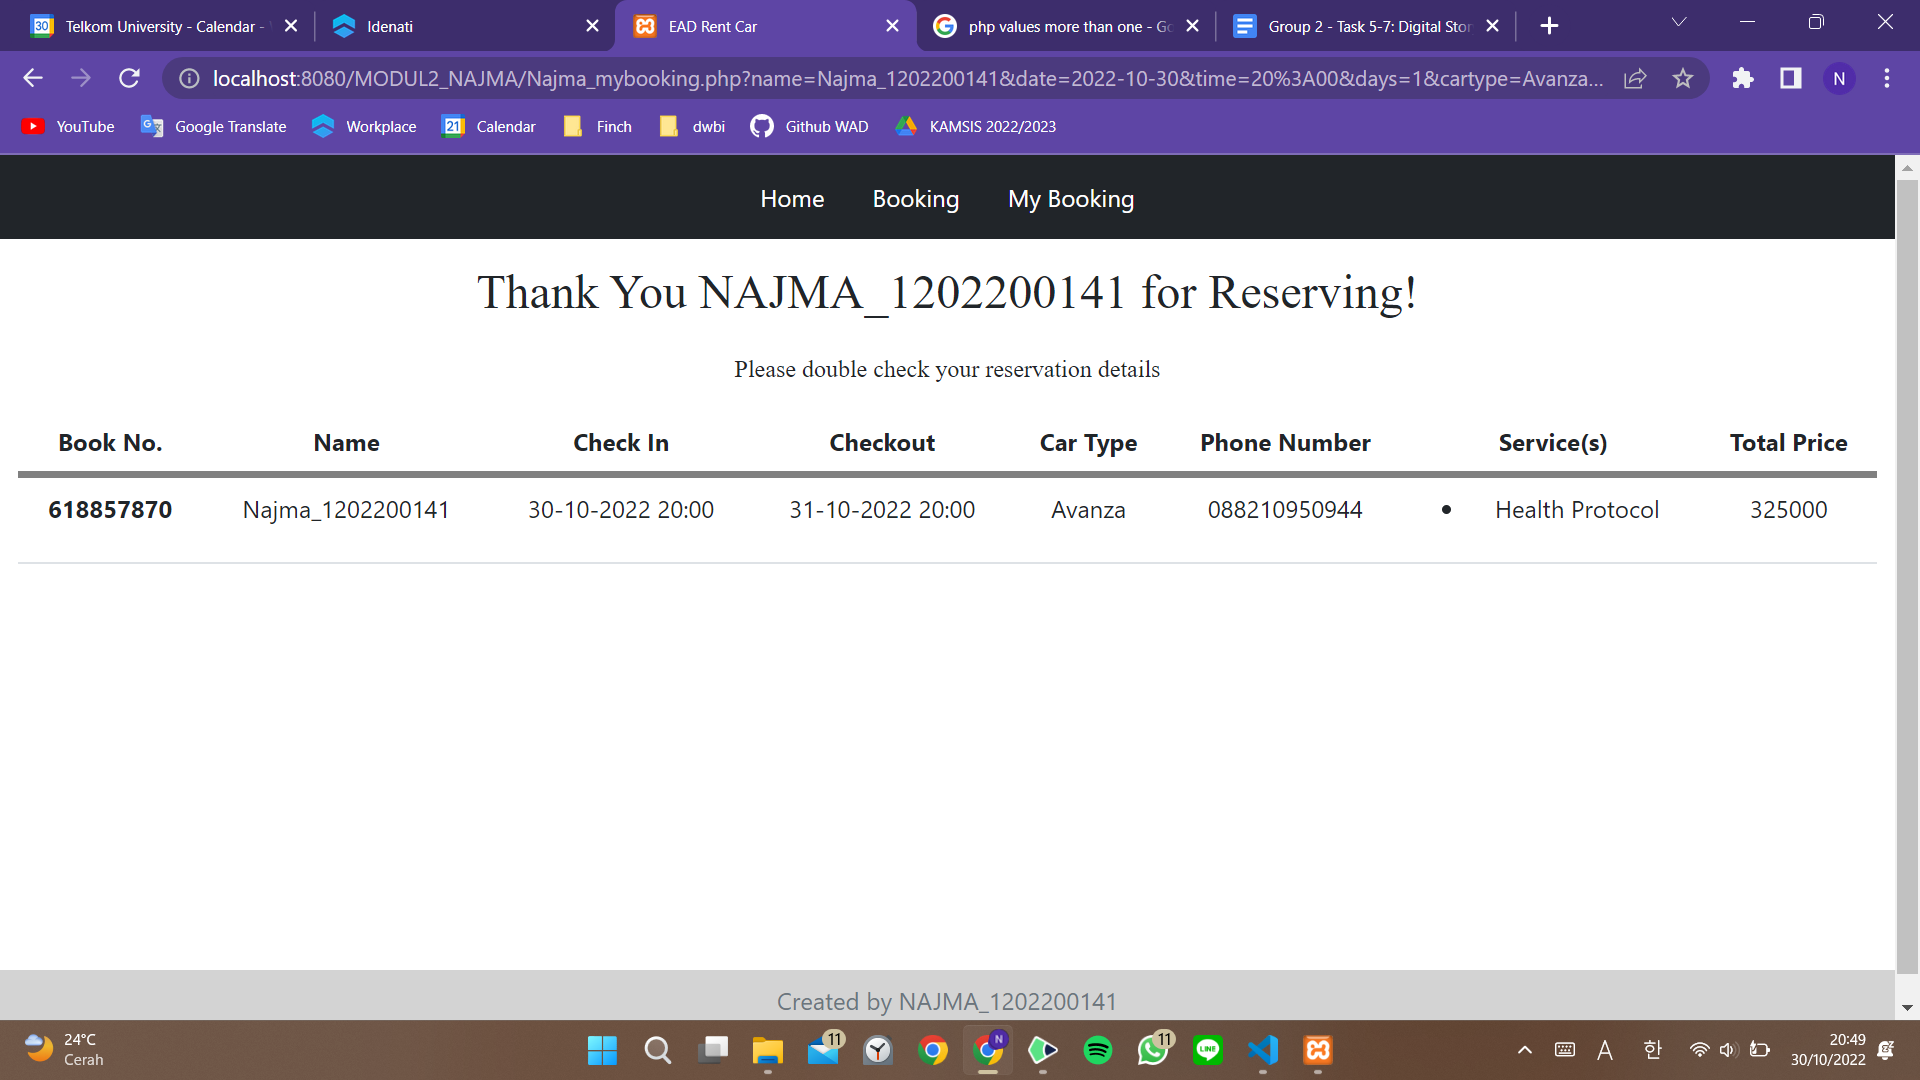 Telkom University - Calendar -
Idenati
EAD Rent Car
php values more than one - Go
Group 2 - Task 5-7: Digital Stor
localhost:8080/MODUL2_NAJMA/Najma_mybooking.php?name=Najma_1202200141&date=2022-10-30&time=20%3A00&days=1&cartype=Avanza...
N
YouTube
Google Translate
Workplace
21
Calendar
Finch
dwbi
Github WAD
KAMSIS 2022/2023
Home
Booking
My Booking
Thank You NAJMA_1202200141 for Reserving!
Please double check your reservation details
Book No. Name Check In Checkout Car Type Phone Number Service(s) Total Price
618857870 Najma_1202200141 30-10-2022 20:00 31-10-2022 20:00 Avanza 088210950944 • Health Protocol 325000
Created by NAJMA_1202200141
24°C
Cerah
11
N
11
LINE
A
한
20:49
30/10/2022